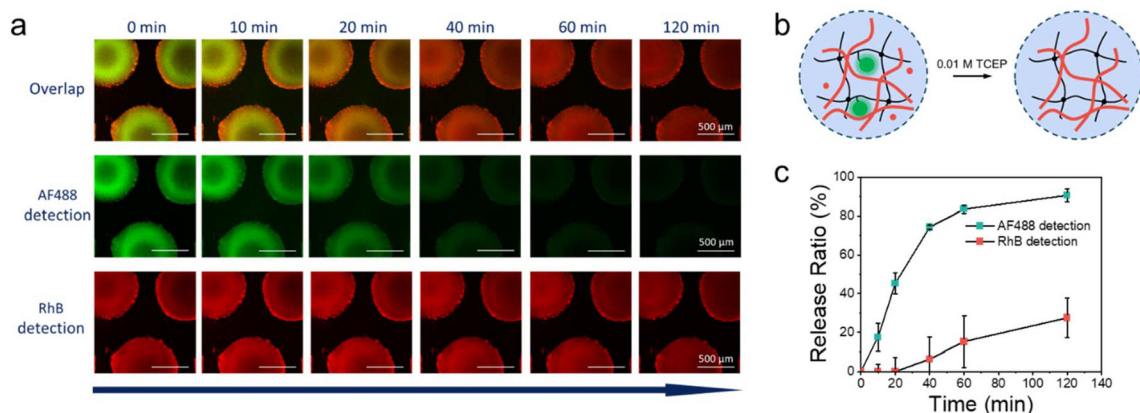 a
0 min 10 min 20 min 40 min 60 min 120 min
Overlap
500 μm
AF488
detection
500 μm
RhB
detection
500 μm
b
0.01 M TCEP
c
Release Ratio (%)
100
80
60
40
20
0
AF488 detection
RhB detection
0 20 40 60 80 100 120 140
Time (min)